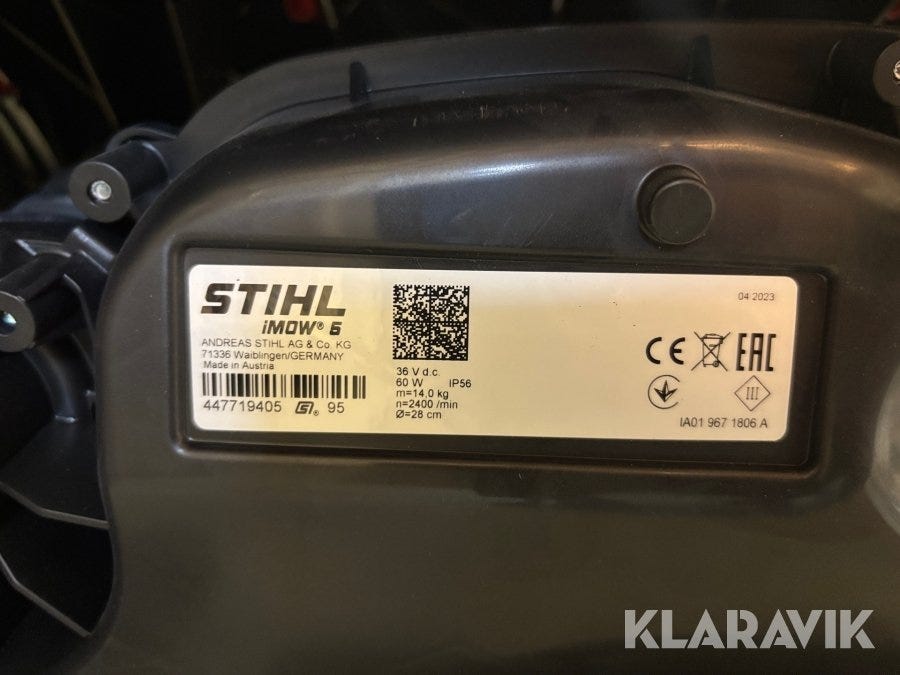 STIHL
iMOW® 6
ANDREAS STIHL AG & Co. KG
71336 Waiblingen/GERMANY
Made in Austria
447719405 ® 95
36 V d.c.
60 W IP56
m=14,0 kg
n=2400 /min
Ø=28 cm
04 2023
CE EAC
III
IA01 967 1806 A
KLARAVIK